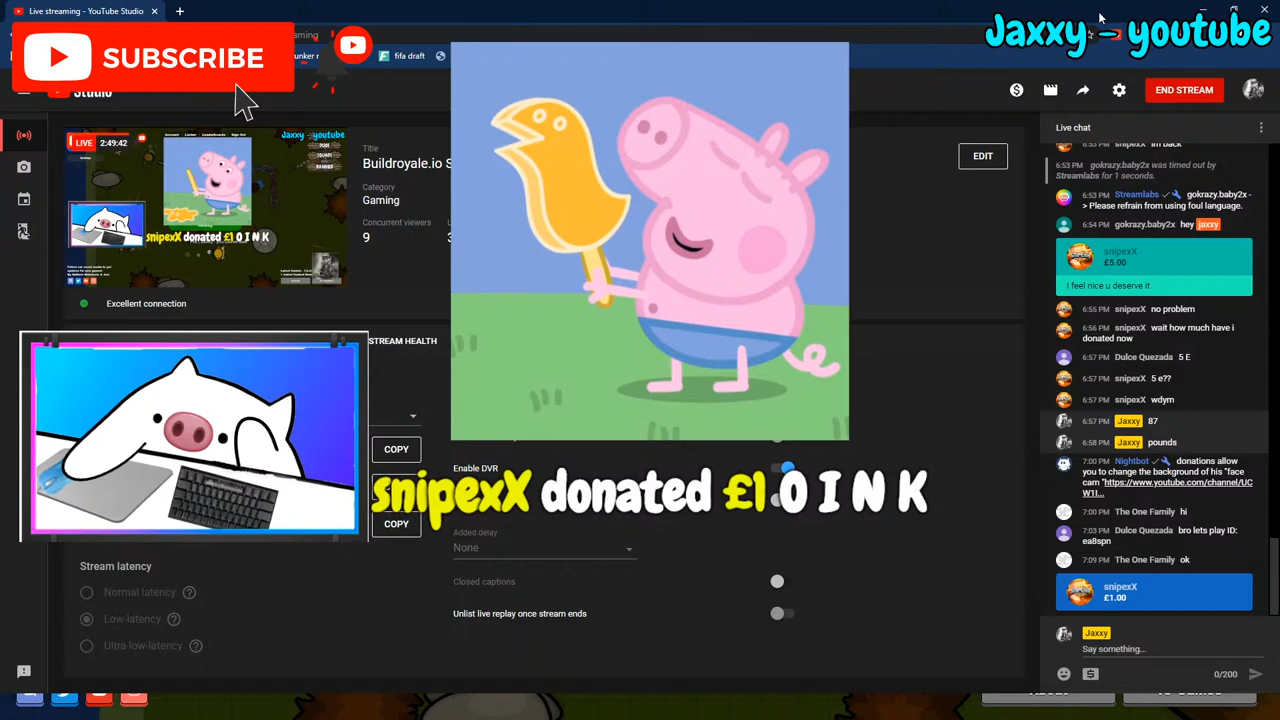 Live streaming - YouTube Studio
Jaxxy - youtube
SUBSCRIBE
fifa draft
Studio
END STREAM
LIVE 2:49:42
Jaxxy - youtube
snipexX donated £1 O I N K
Title
Buildroyale.io S
Category
Gaming
Concurrent viewers
9
EDIT
Excellent connection
STREAM HEALTH
COPY
Enable DVR
snipexX donated £1 O I N K
COPY
Added delay
None
Closed captions
Unlist live replay once stream ends
Stream latency
Normal latency
Low-latency
Ultra low-latency
Live chat
snipexX im back
6:53 PM gokrazy.baby2x was timed out by
Streamlabs for 1 seconds.
6:53 PM Streamlabs gokrazy.baby2x -
> Please refrain from using foul language.
6:54 PM gokrazy.baby2x hey jaxxy
snipexX
£5.00
I feel nice u deserve it
6:55 PM snipexX no problem
6:56 PM snipexX wait how much have i
donated now
6:57 PM Dulce Quezada 5 E
6:57 PM snipexX 5 e??
6:57 PM snipexX wdym
6:57 PM Jaxxy 87
6:58 PM Jaxxy pounds
7:00 PM Nightbot donations allow
you to change the background of his "face
cam "https://www.youtube.com/channel/UC
W1I...
7:00 PM The One Family hi
7:03 PM Dulce Quezada bro lets play ID:
ea8spn
7:09 PM The One Family ok
snipexX
£1.00
Jaxxy
Say something...
0/200